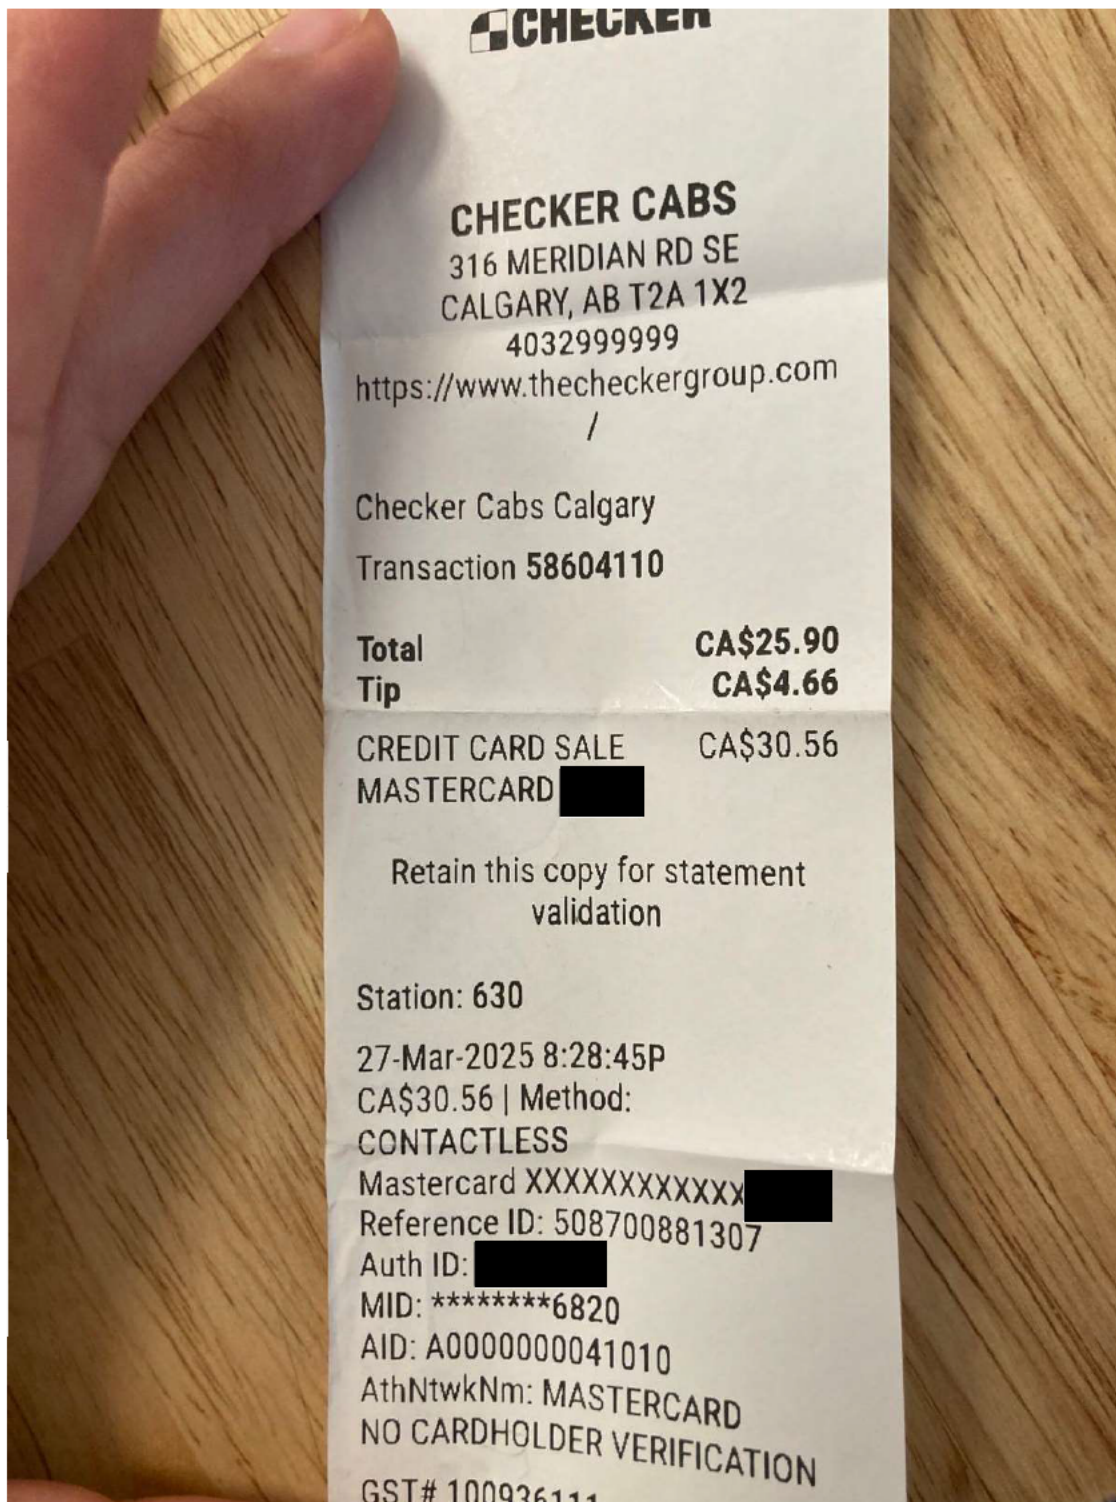 CHECKER
CHECKER CABS
316 MERIDIAN RD SE
CALGARY, AB T2A 1X2
4032999999
https://www.thecheckergroup.com
/
Checker Cabs Calgary
Transaction 58604110
Total CA$25.90
Tip CA$4.66
CREDIT CARD SALE CA$30.56
MASTERCARD
Retain this copy for statement
validation
Station: 630
27-Mar-2025 8:28:45P
CA$30.56 | Method:
CONTACTLESS
Mastercard XXXXXXXXXXXX
Reference ID: 508700881307
Auth ID:
MID: ********6820
AID: A0000000041010
AthNtwkNm: MASTERCARD
NO CARDHOLDER VERIFICATION
GST# 100936111